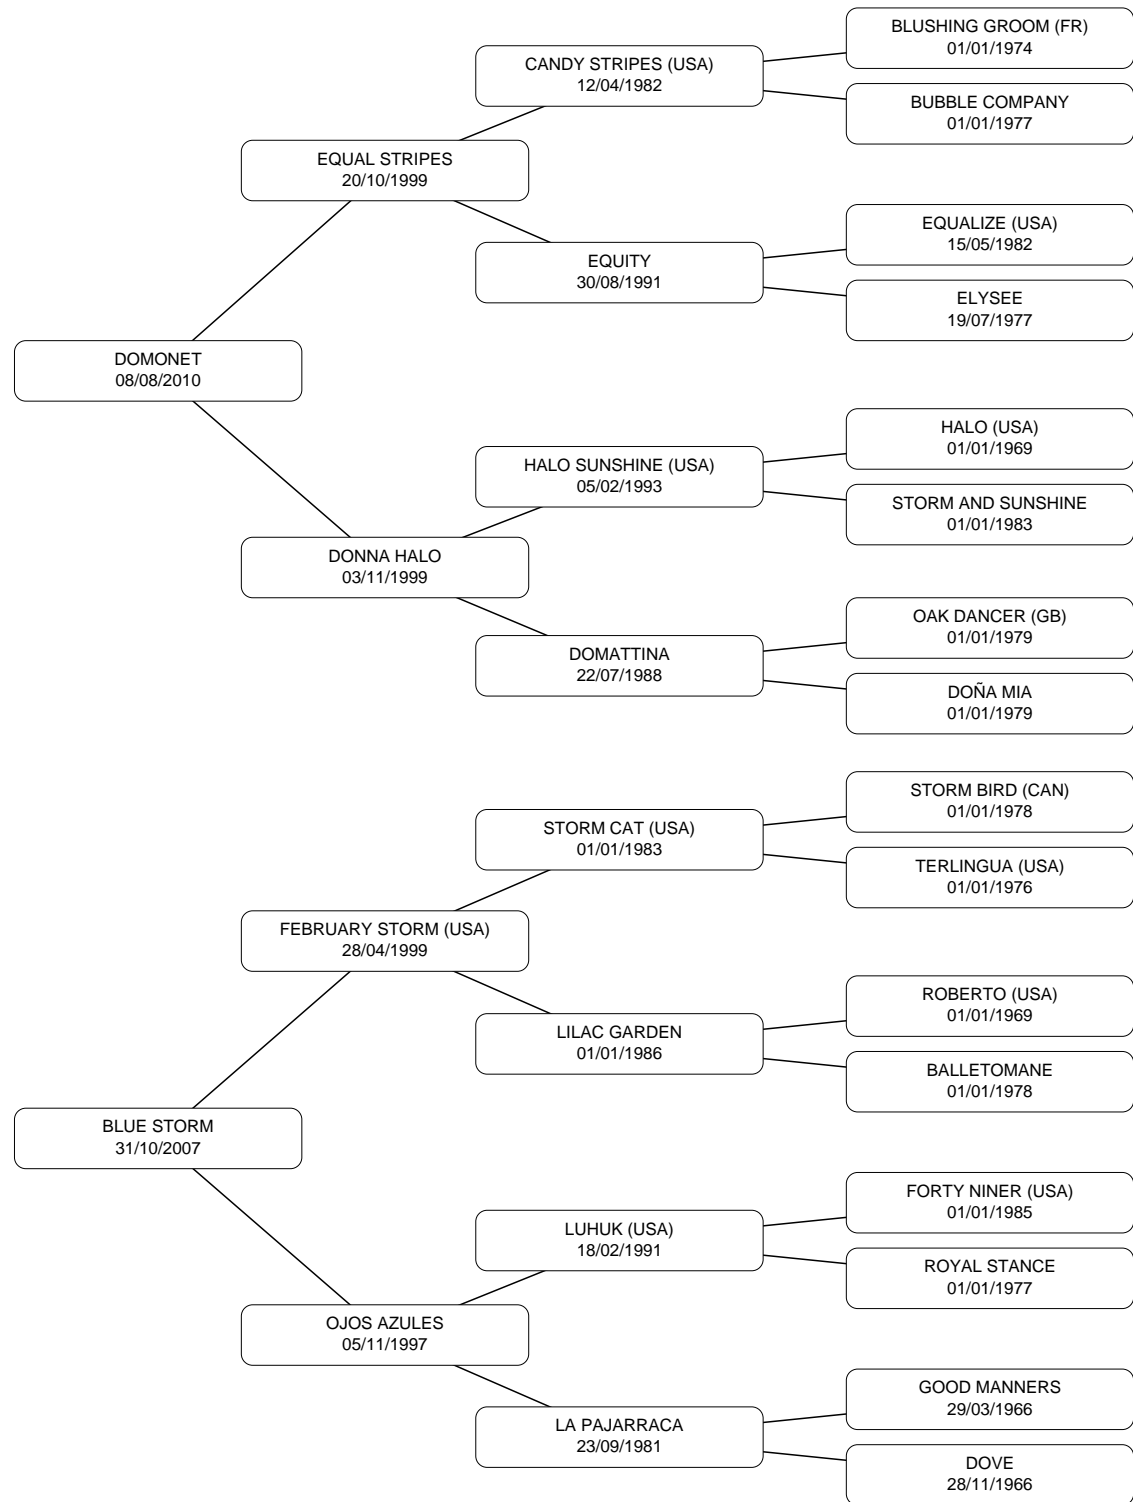 BLUSHING GROOM (FR)
01/01/1974
CANDY STRIPES (USA)
12/04/1982
BUBBLE COMPANY
01/01/1977
EQUAL STRIPES
20/10/1999
EQUALIZE (USA)
15/05/1982
EQUITY
30/08/1991
ELYSEE
19/07/1977
DOMONET
08/08/2010
HALO (USA)
01/01/1969
HALO SUNSHINE (USA)
05/02/1993
STORM AND SUNSHINE
01/01/1983
DONNA HALO
03/11/1999
OAK DANCER (GB)
01/01/1979
DOMATTINA
22/07/1988
DOÑA MIA
01/01/1979
STORM BIRD (CAN)
01/01/1978
STORM CAT (USA)
01/01/1983
TERLINGUA (USA)
01/01/1976
FEBRUARY STORM (USA)
28/04/1999
ROBERTO (USA)
01/01/1969
LILAC GARDEN
01/01/1986
BALLETOMANE
01/01/1978
BLUE STORM
31/10/2007
FORTY NINER (USA)
01/01/1985
LUHUK (USA)
18/02/1991
ROYAL STANCE
01/01/1977
OJOS AZULES
05/11/1997
GOOD MANNERS
29/03/1966
LA PAJARRACA
23/09/1981
DOVE
28/11/1966